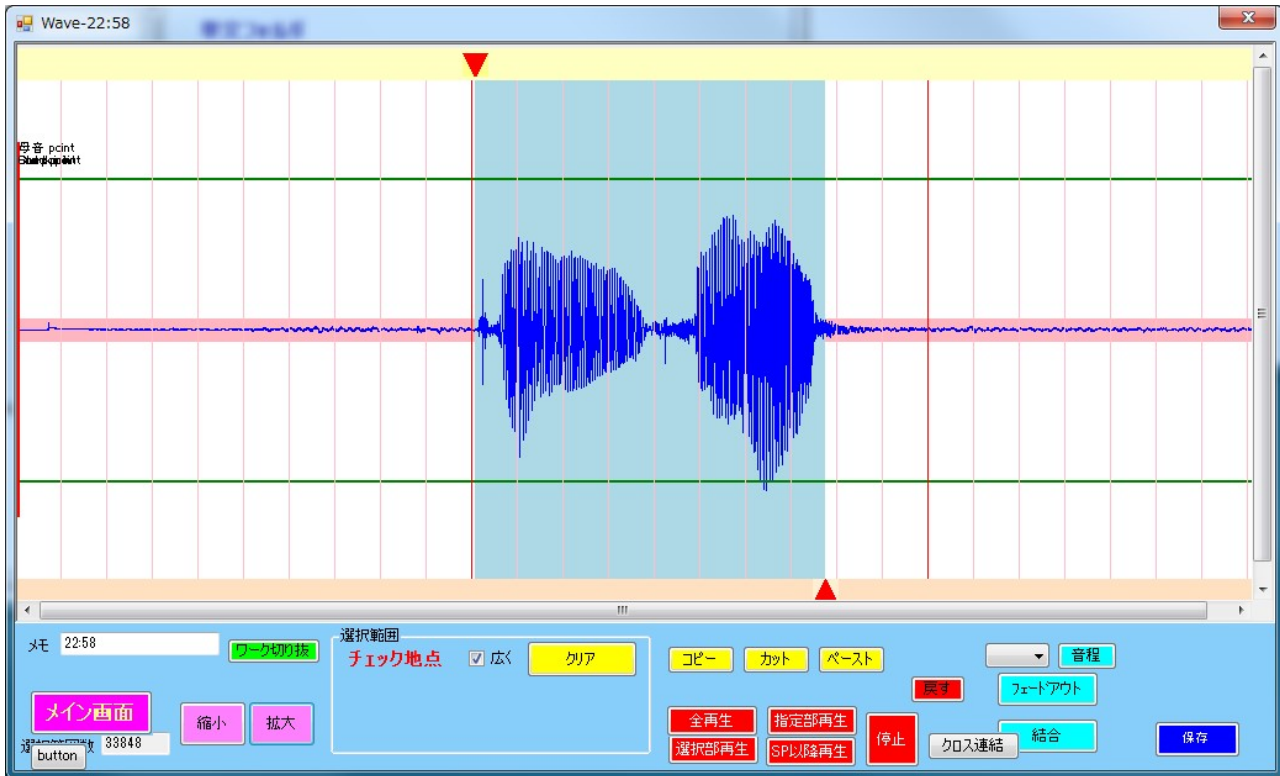 Wave-22:58
母音 point
メモ
22:58
ワーク切り抜
選択範囲
チェック地点
広く
クリア
コピー
カット
ペースト
音程
戻す
フェードアウト
メイン画面
縮小
拡大
全再生
指定部再生
停止
結合
保存
33848
選択部再生
SP以降再生
クロス連結
button